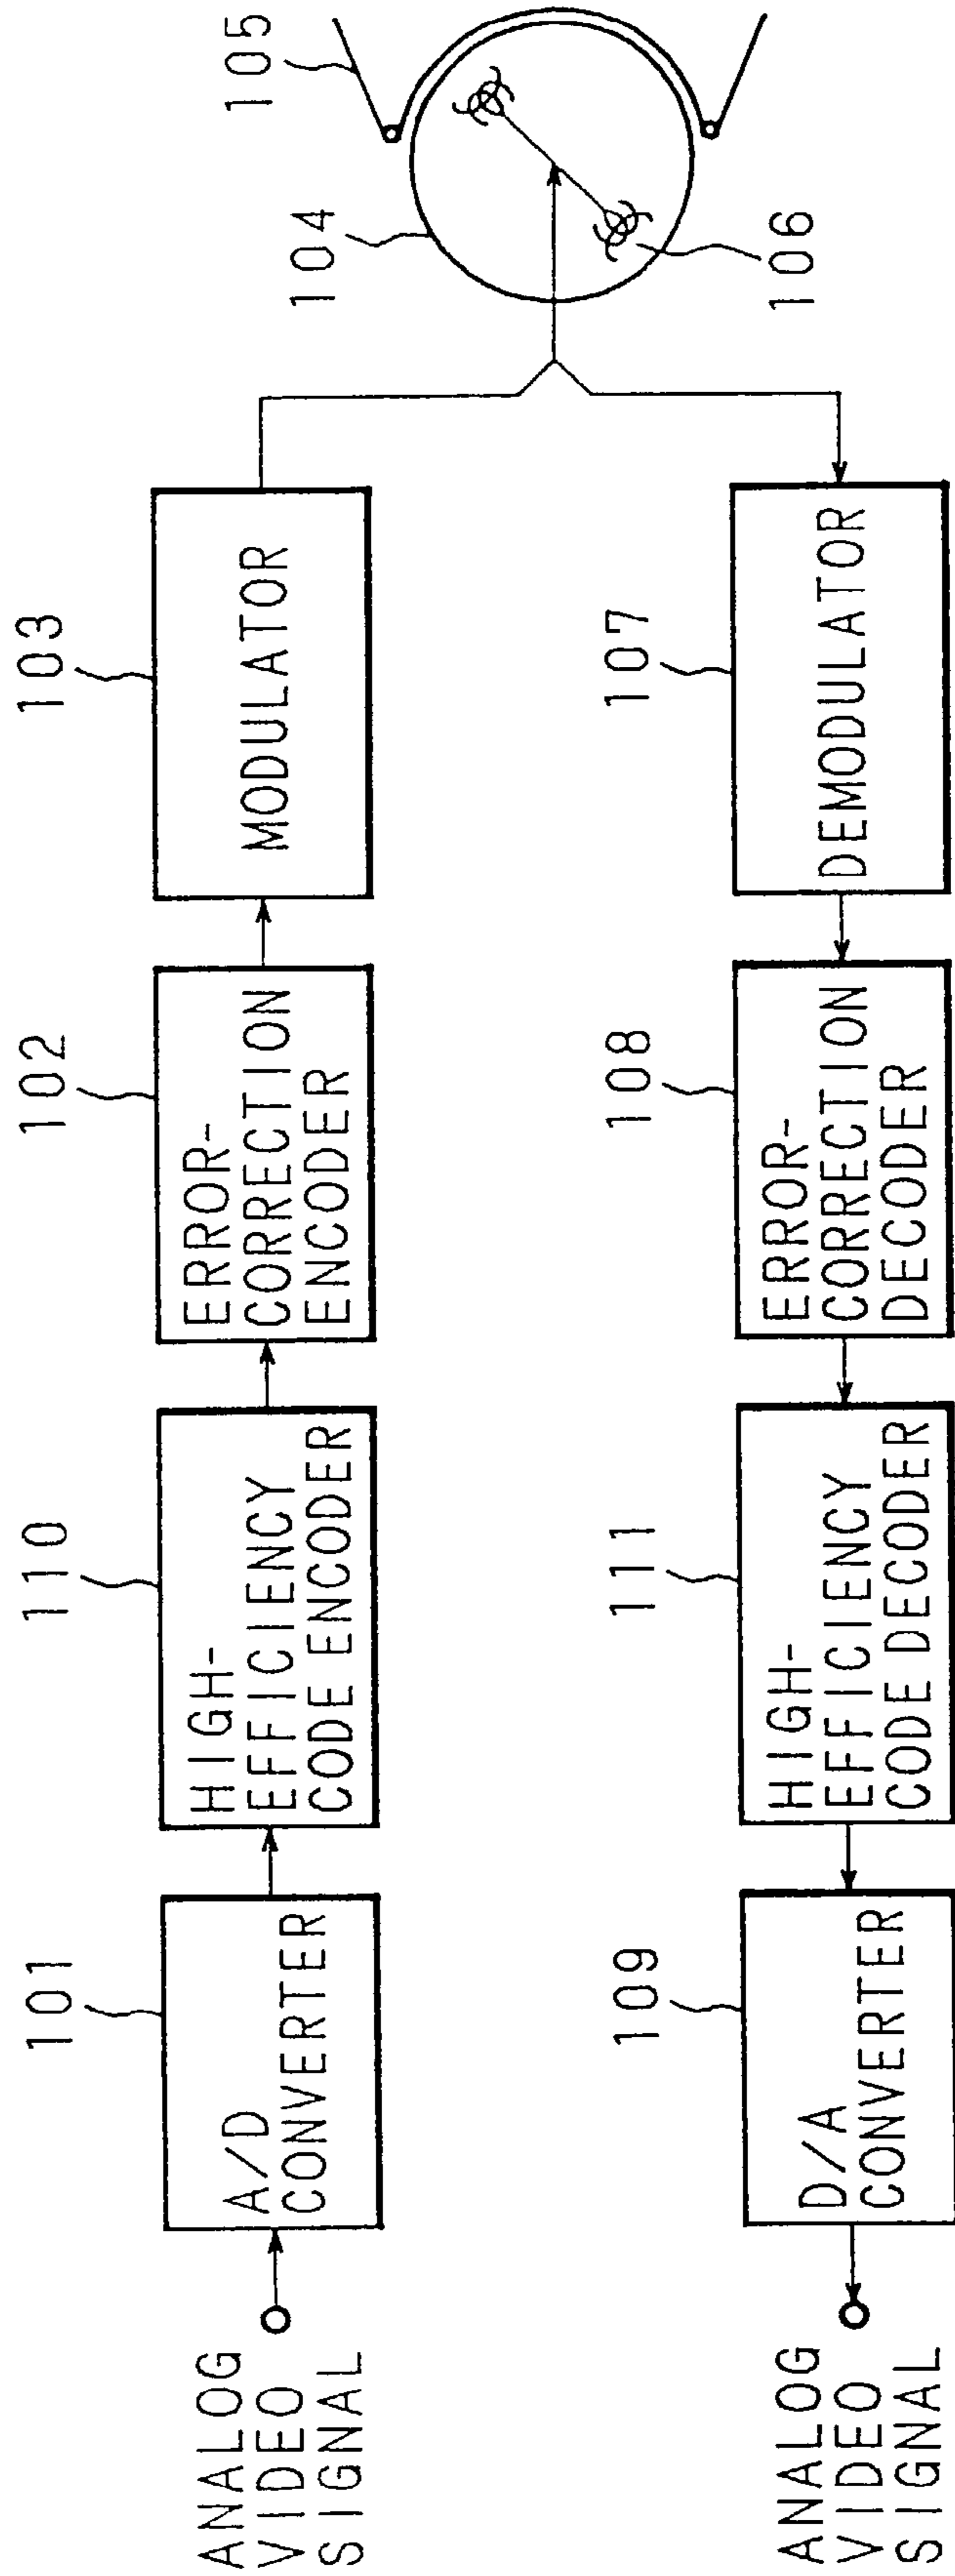 ANALOG
VIDEO
SIGNAL
101
A/D
CONVERTER
110
HIGH-
EFFICIENCY
CODE ENCODER
102
ERROR-
CORRECTION
ENCODER
103
MODULATOR
104
105
106
107
DEMODULATOR
108
ERROR-
CORRECTION
DECODER
111
HIGH-
EFFICIENCY
CODE DECODER
109
D/A
CONVERTER
ANALOG
VIDEO
SIGNAL